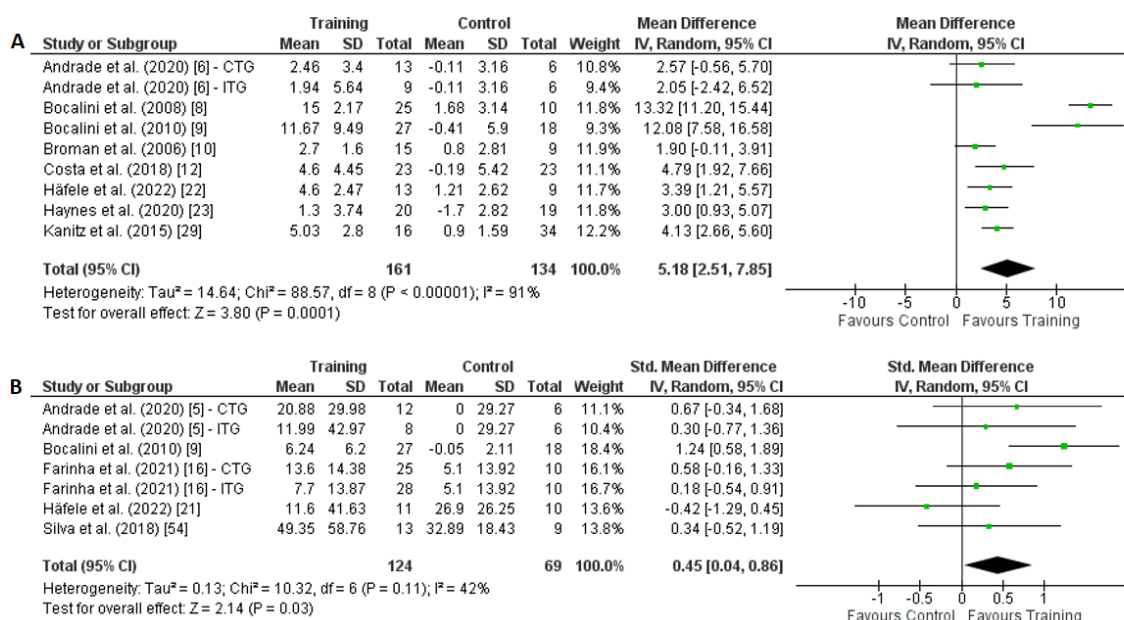 Training Control Mean Difference Mean Difference
A Study or Subgroup Mean SD Total Mean SD Total Weight IV, Random, 95% CI IV, Random, 95% CI
Andrade et al. (2020) [6] - CTG 2.46 3.4 13 -0.11 3.16 6 10.8% 2.57 [-0.56, 5.70]
Andrade et al. (2020) [6] - ITG 1.94 5.64 9 -0.11 3.16 6 9.4% 2.05 [-2.42, 6.52]
Bocalini et al. (2008) [8] 15 2.17 25 1.68 3.14 10 11.8% 13.32 [11.20, 15.44]
Bocalini et al. (2010) [9] 11.67 9.49 27 -0.41 5.9 18 9.3% 12.08 [7.58, 16.58]
Broman et al. (2006) [10] 2.7 1.6 15 0.8 2.81 9 11.9% 1.90 [-0.11, 3.91]
Costa et al. (2018) [12] 4.6 4.45 23 -0.19 5.42 23 11.1% 4.79 [1.92, 7.66]
Häfele et al. (2022) [22] 4.6 2.47 13 1.21 2.62 9 11.7% 3.39 [1.21, 5.57]
Haynes et al. (2020) [23] 1.3 3.74 20 -1.7 2.82 19 11.8% 3.00 [0.93, 5.07]
Kanitz et al. (2015) [29] 5.03 2.8 16 0.9 1.59 34 12.2% 4.13 [2.66, 5.60]
Total (95% CI) 161 134 100.0% 5.18 [2.51, 7.85]
Heterogeneity: Tau² = 14.64; Chi² = 88.57, df = 8 (P < 0.00001); I² = 91%
Test for overall effect: Z = 3.80 (P = 0.0001)
-10 -5 0 5 10
Favours Control Favours Training
Training Control Std. Mean Difference Std. Mean Difference
B Study or Subgroup Mean SD Total Mean SD Total Weight IV, Random, 95% CI IV, Random, 95% CI
Andrade et al. (2020) [5] - CTG 20.88 29.98 12 0 29.27 6 11.1% 0.67 [-0.34, 1.68]
Andrade et al. (2020) [5] - ITG 11.99 42.97 8 0 29.27 6 10.4% 0.30 [-0.77, 1.36]
Bocalini et al. (2010) [9] 6.24 6.2 27 -0.05 2.11 18 18.4% 1.24 [0.58, 1.89]
Farinha et al. (2021) [16] - CTG 13.6 14.38 25 5.1 13.92 10 16.1% 0.58 [-0.16, 1.33]
Farinha et al. (2021) [16] - ITG 7.7 13.87 28 5.1 13.92 10 16.7% 0.18 [-0.54, 0.91]
Häfele et al. (2022) [21] 11.6 41.63 11 26.9 26.25 10 13.6% -0.42 [-1.29, 0.45]
Silva et al. (2018) [54] 49.35 58.76 13 32.89 18.43 9 13.8% 0.34 [-0.52, 1.19]
Total (95% CI) 124 69 100.0% 0.45 [0.04, 0.86]
Heterogeneity: Tau² = 0.13; Chi² = 10.32, df = 6 (P = 0.11); I² = 42%
Test for overall effect: Z = 2.14 (P = 0.03)
-1 -0.5 0 0.5 1
Favours Control Favours Training